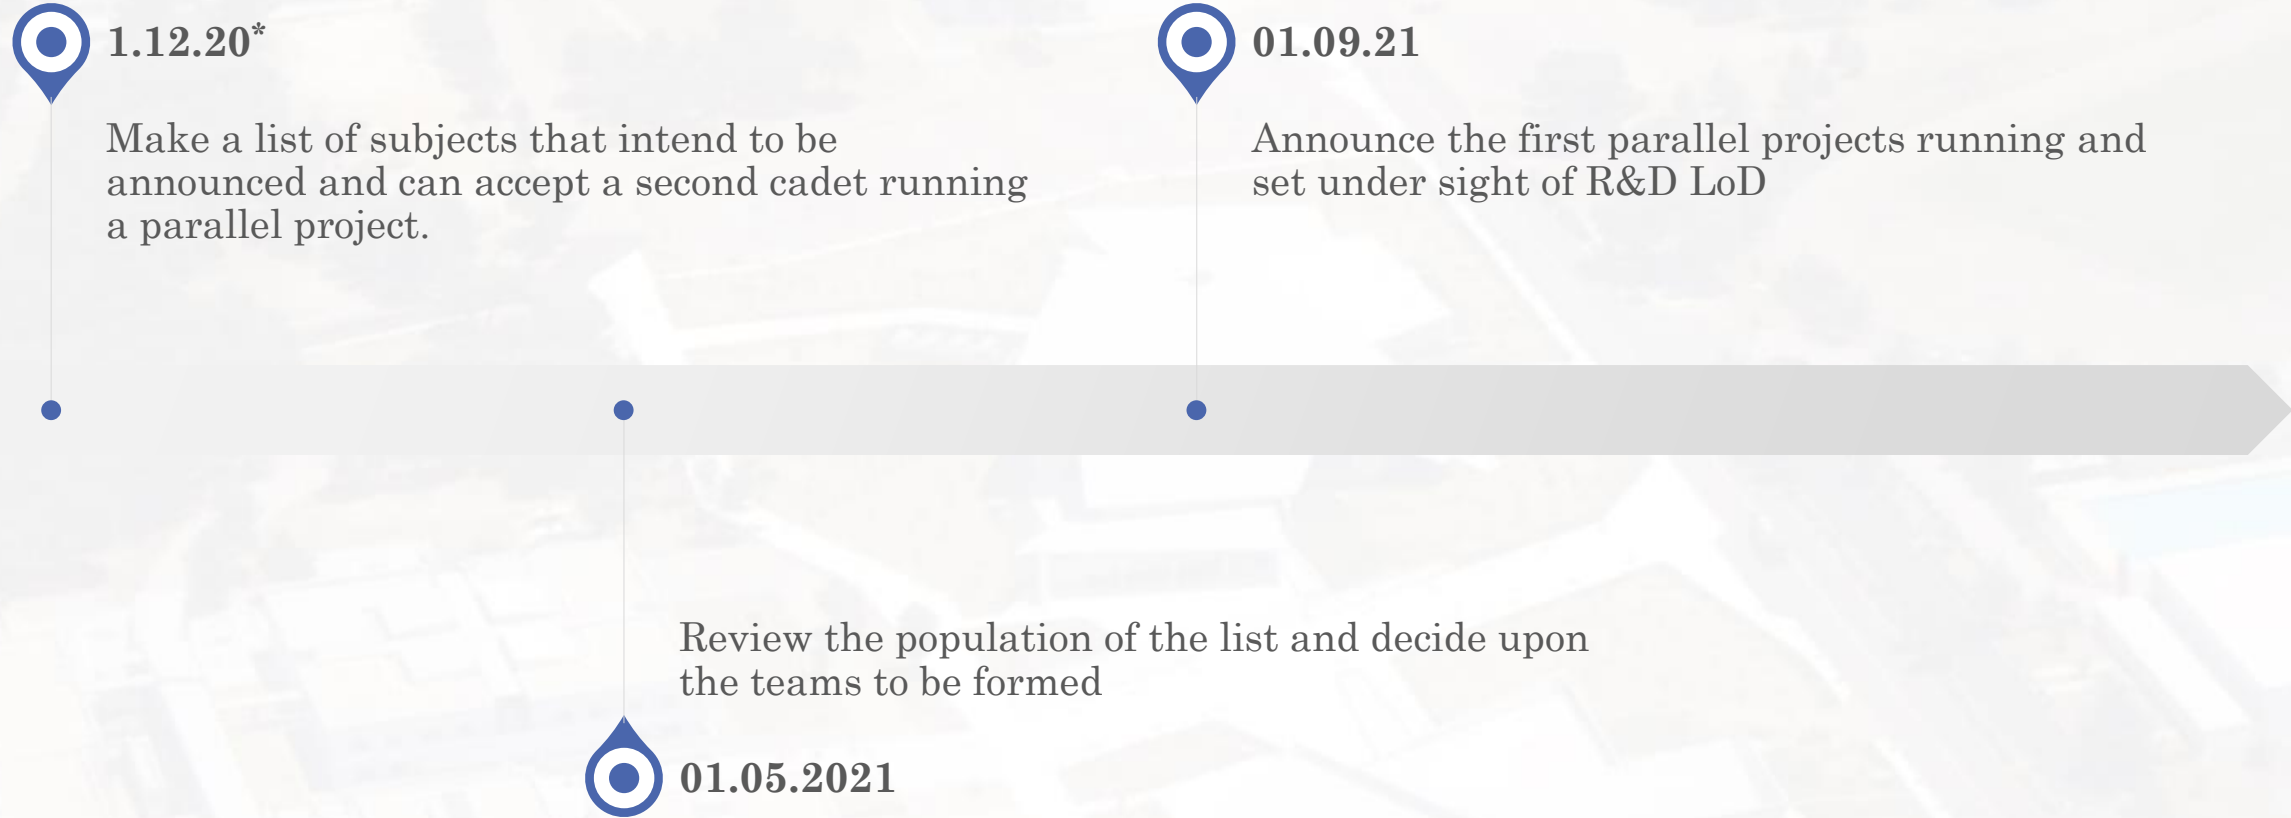 1.12.20*
Make a list of subjects that intend to be
announced and can accept a second cadet running
a parallel project.
01.09.21
Announce the first parallel projects running and
set under sight of R&D LoD
Review the population of the list and decide upon
the teams to be formed
01.05.2021